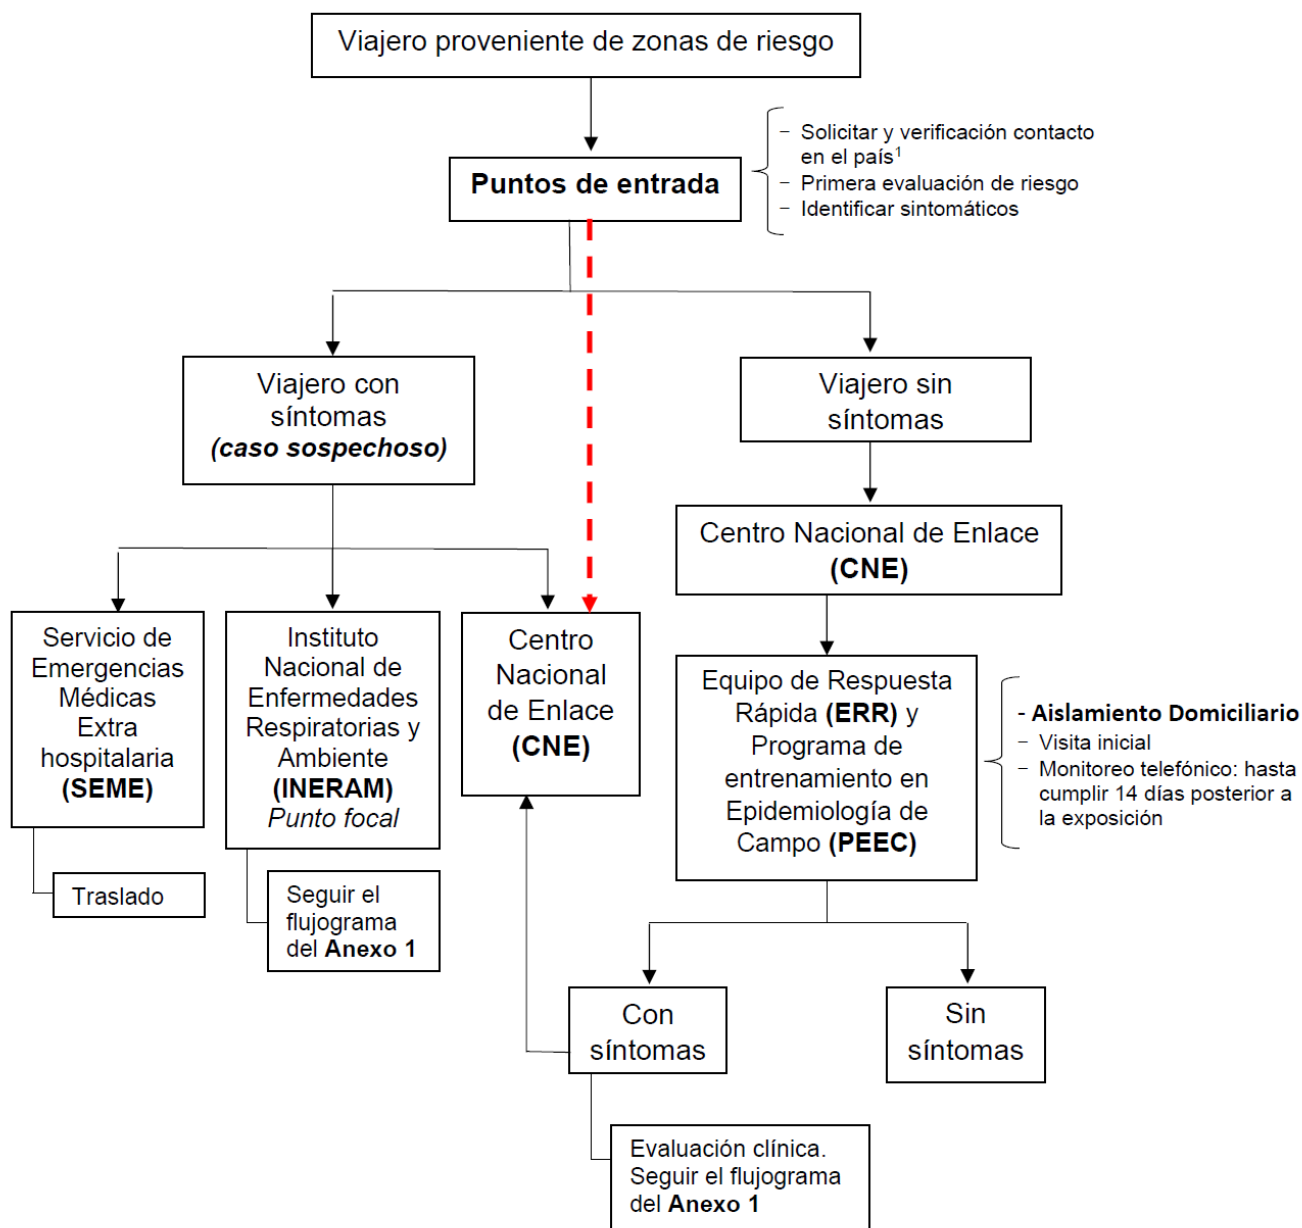 Viajero proveniente de zonas de riesgo
Puntos de entrada
- Solicitar y verificación contacto
en el país¹
- Primera evaluación de riesgo
- Identificar sintomáticos
Viajero con
síntomas
(caso sospechoso)
Viajero sin
síntomas
Centro Nacional de Enlace
(CNE)
Servicio de
Emergencias
Médicas
Extra
hospitalaria
(SEME)
Instituto
Nacional de
Enfermedades
Respiratorias y
Ambiente
(INERAM)
Punto focal
Centro
Nacional
de Enlace
(CNE)
Equipo de Respuesta
Rápida (ERR) y
Programa de
entrenamiento en
Epidemiología de
Campo (PEEC)
- Aislamiento Domiciliario
- Visita inicial
- Monitoreo telefónico: hasta
cumplir 14 días posterior a
la exposición
Traslado
Seguir el
flujograma
del Anexo 1
Con
síntomas
Sin
síntomas
Evaluación clínica.
Seguir el flujograma
del Anexo 1